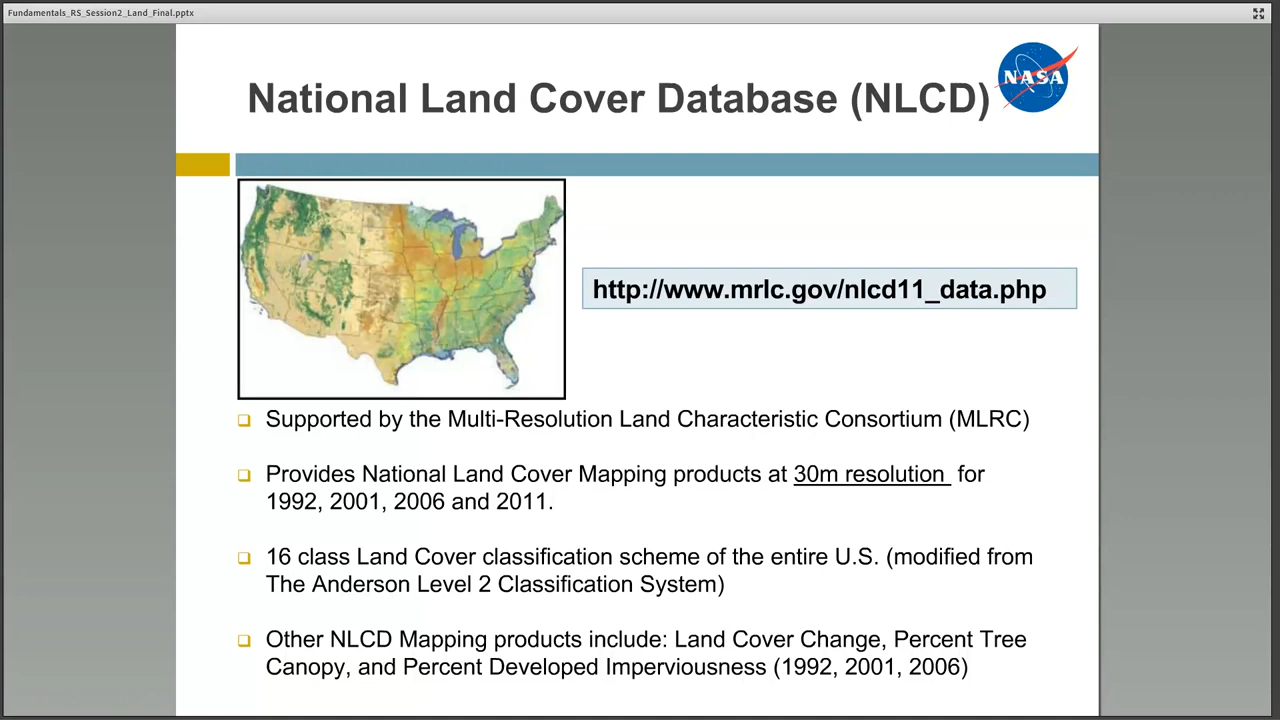 Fundamentals_RS_Session2_Land_Final.pptx
National Land Cover Database (NLCD)
NASA
http://www.mrlc.gov/nlcd11_data.php
Supported by the Multi-Resolution Land Characteristic Consortium (MLRC)
Provides National Land Cover Mapping products at 30m resolution for
1992, 2001, 2006 and 2011.
16 class Land Cover classification scheme of the entire U.S. (modified from
The Anderson Level 2 Classification System)
Other NLCD Mapping products include: Land Cover Change, Percent Tree
Canopy, and Percent Developed Imperviousness (1992, 2001, 2006)